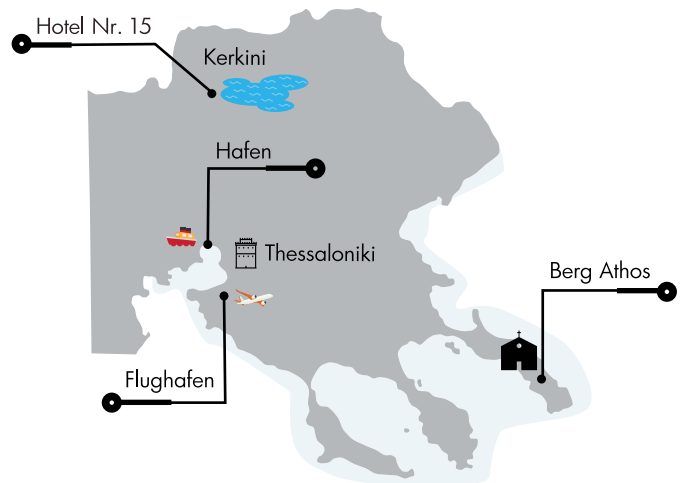 Hotel Nr. 15
Kerkini
Hafen
Thessaloniki
Berg Athos
Flughafen